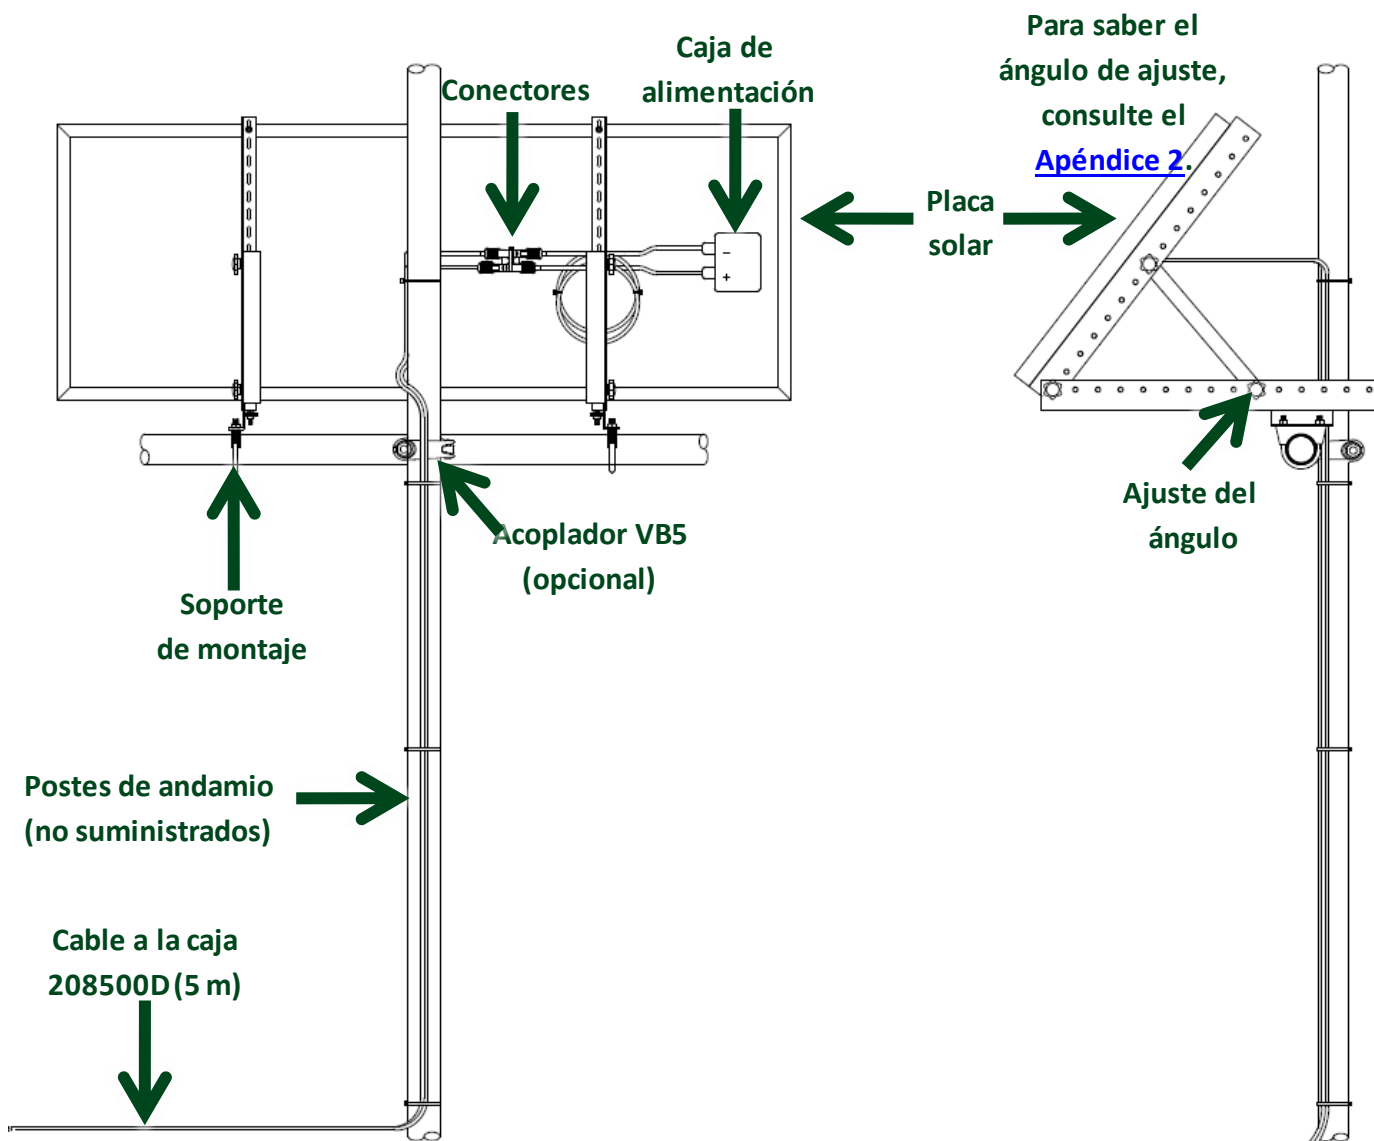 Conectores
Caja de
alimentación
Para saber el
ángulo de ajuste,
consulte el
Apéndice 2.
Placa
solar
−
+
Acoplador VB5
(opcional)
Ajuste del
ángulo
Soporte
de montaje
Postes de andamio
(no suministrados)
Cable a la caja
208500D (5 m)